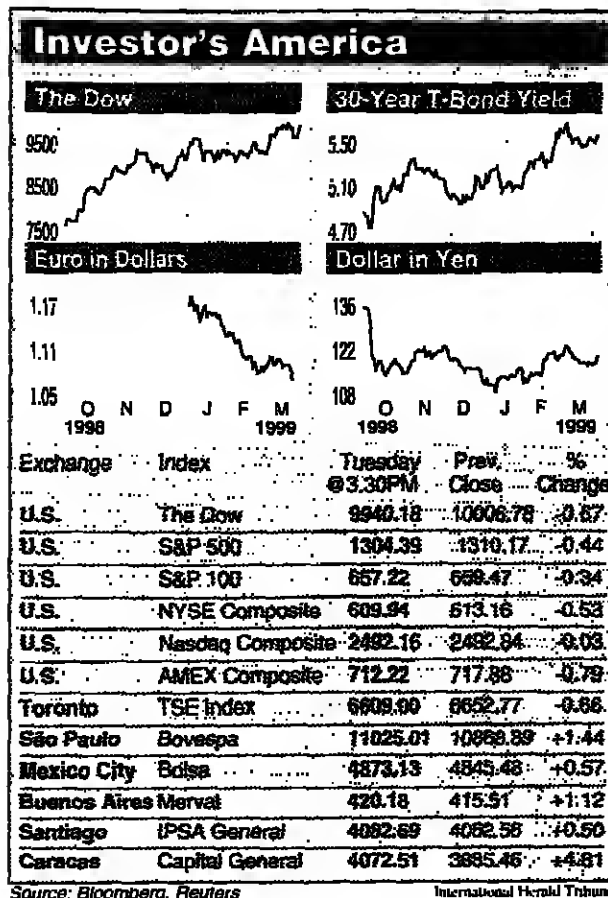 Investor's America
The Dow
30-Year T-Bond Yield
9500
8500
7500
5.50
5.10
4.70
Euro in Dollars
Dollar in Yen
1.17
1.11
1.05
136
122
108
O N D J F M
1998 1999
O N D J F M
1998 1999
Exchange Index Tuesday Prev. %
@3.30PM Close Change
U.S. The Dow 9940.18 10006.78 -0.67
U.S. S&P 500 1304.39 1310.17 -0.44
U.S. S&P 100 657.22 659.47 -0.34
U.S. NYSE Composite 609.94 613.16 -0.53
U.S. Nasdaq Composite 2492.16 2492.84 -0.03
U.S. AMEX Composite 712.22 717.88 -0.79
Toronto TSE Index 6609.00 6652.77 -0.66
São Paulo Bovespa 11025.01 10868.89 +1.44
Mexico City Bolsa 4873.13 4845.48 +0.57
Buenos Aires Merval 420.18 415.51 +1.12
Santiago IPSA General 4082.69 4062.56 +0.50
Caracas Capital General 4072.51 3885.46 +4.81
Source: Bloomberg, Reuters
International Herald Tribune